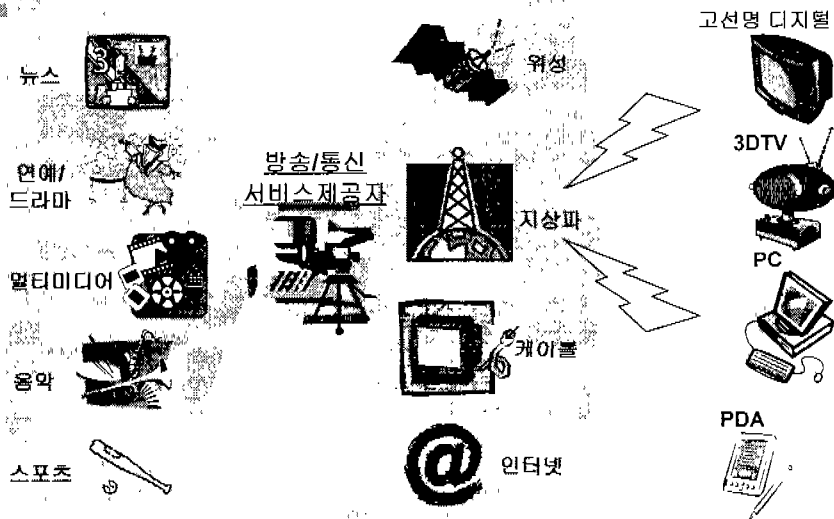 뉴스
연예/
드라마
멀티미디어
음악
스포츠
방송/통신
서비스제공자
위성
지상파
케이블
@ 인터넷
고선명 디지털
3DTV
PC
PDA